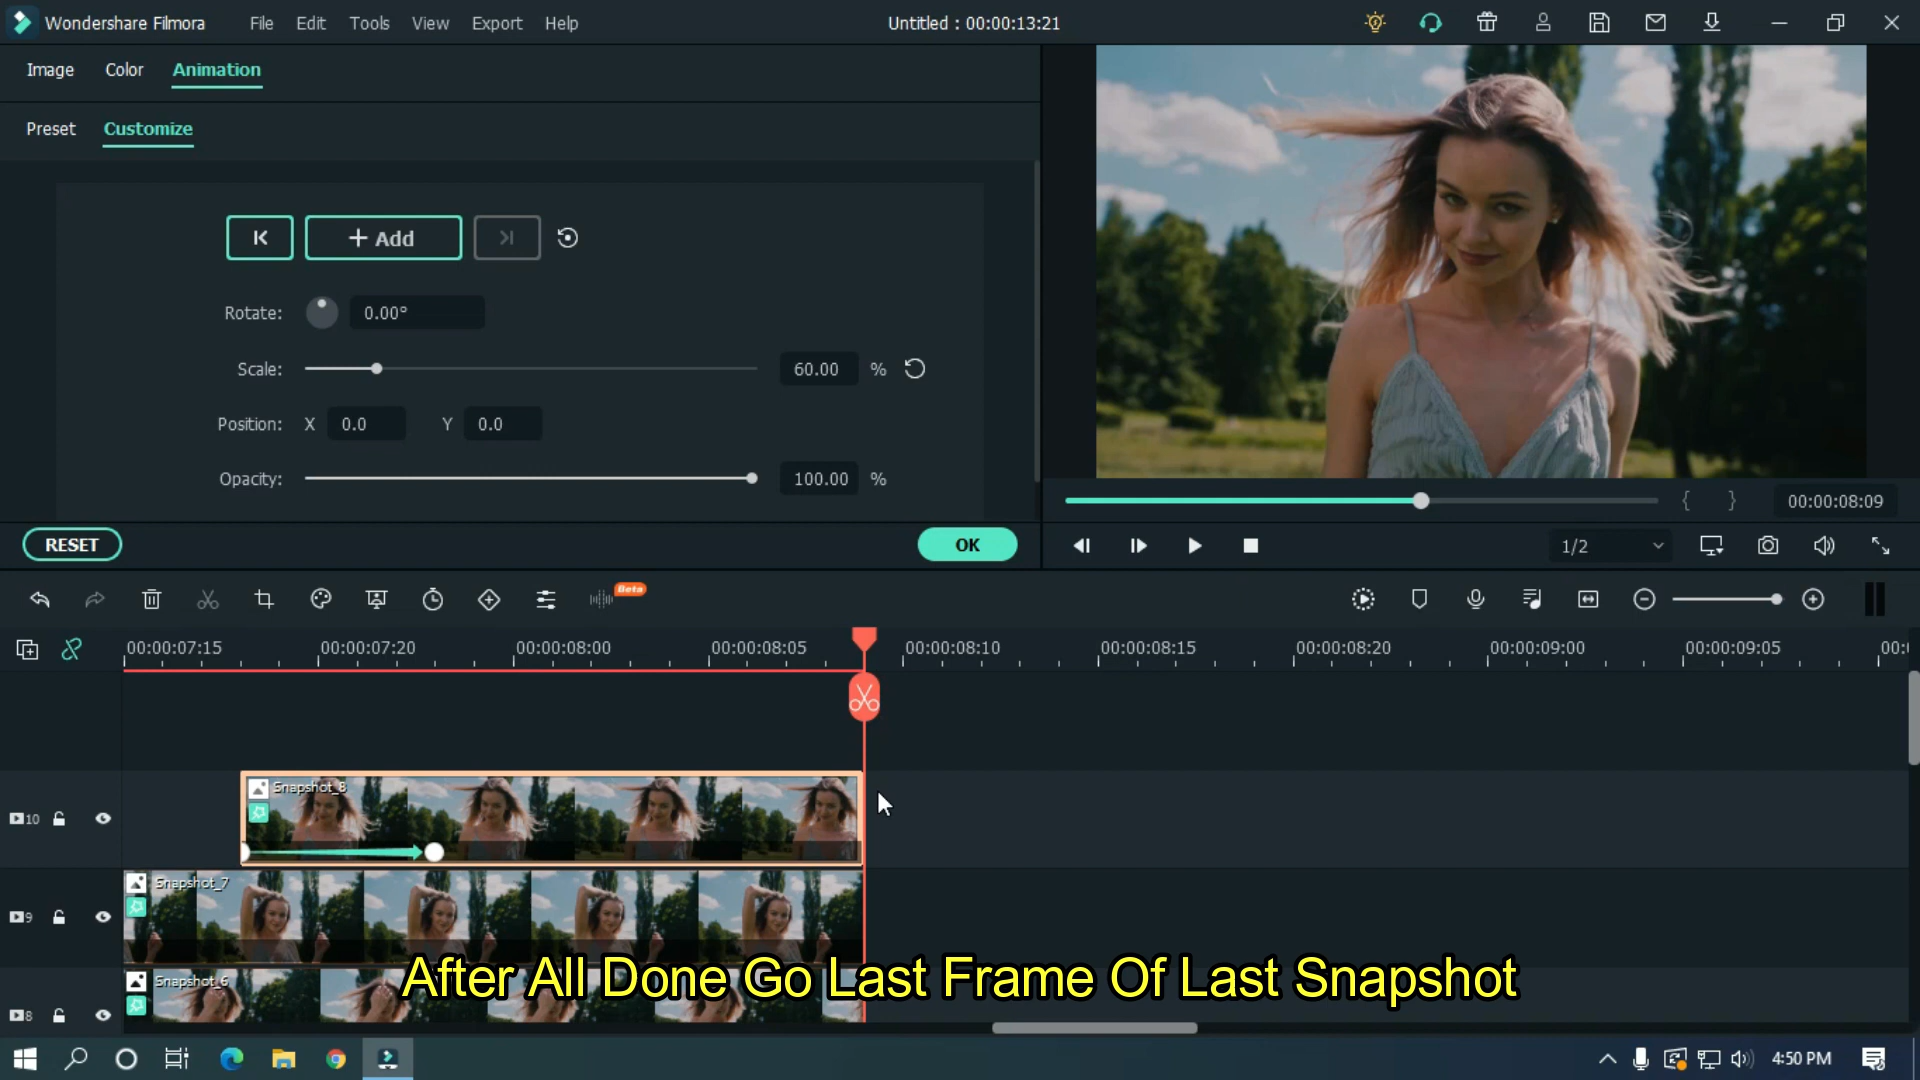 Wondershare Filmora File Edit Tools View Export Help Untitled : 00:00:13:21
Image Color Animation
Preset Customize
+ Add
Rotate: 0.00°
Scale: 60.00 %
Position: X 0.0 Y 0.0
Opacity: 100.00 %
{ } 00:00:08:09
RESET OK
1/2
Beta
00:00:07:15 00:00:07:20 00:00:08:00 00:00:08:05 00:00:08:10 00:00:08:15 00:00:08:20 00:00:09:00 00:00:09:05 00:
Snapshot_8
10
Snapshot_7
9
Snapshot_6
8
After All Done Go Last Frame Of Last Snapshot
4:50 PM